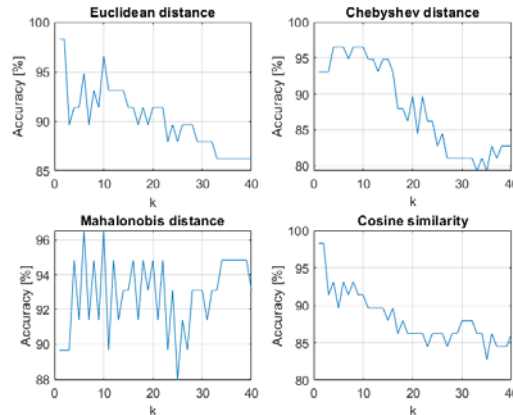 Euclidean distance
100
95
90
85
Accuracy [%]
0 10 20 30 40
k
Chebyshev distance
100
95
90
85
80
Accuracy [%]
0 10 20 30 40
k
Mahalonobis distance
96
94
92
90
88
Accuracy [%]
0 10 20 30 40
k
Cosine similarity
100
95
90
85
80
Accuracy [%]
0 10 20 30 40
k